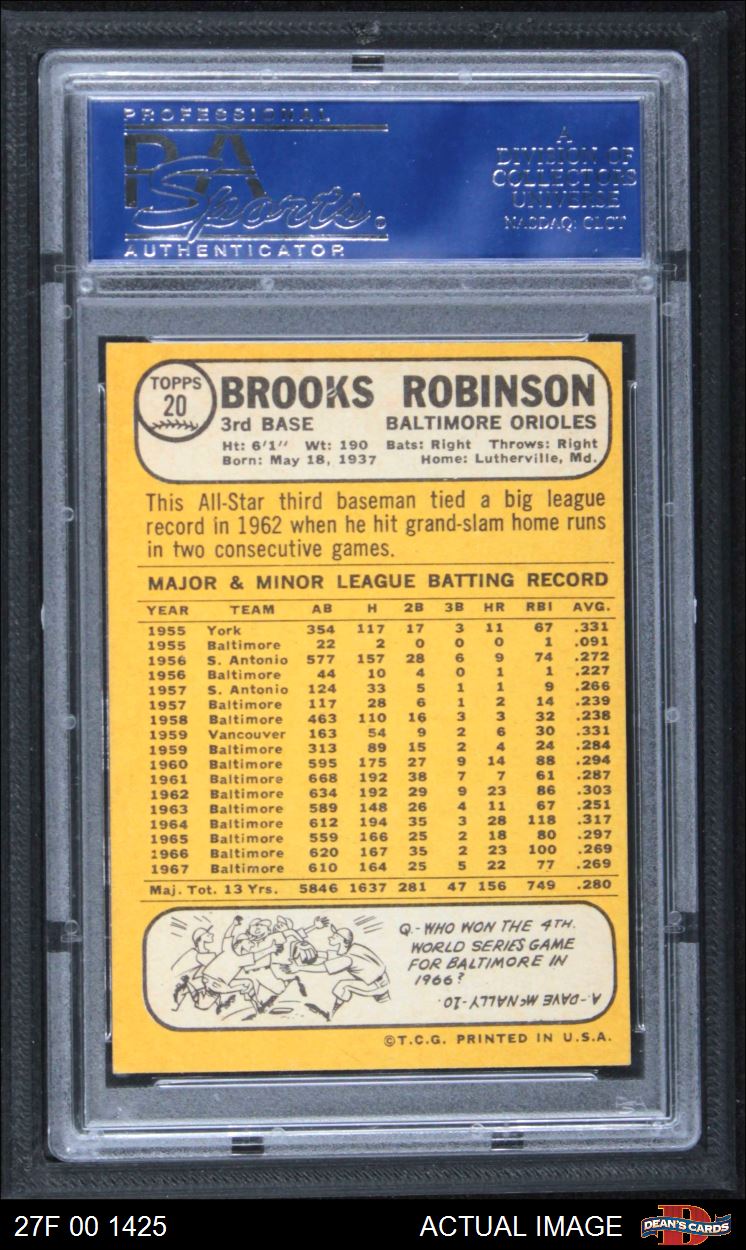 PROFESSIONAL
PSA
Sports
AUTHENTICATOR
A
DIVISION OF
COLLECTORS
UNIVERSE
NASDAQ: CLCT
TOPPS
20
BROOKS ROBINSON
3rd BASE BALTIMORE ORIOLES
Ht: 6'1" Wt: 190 Bats: Right Throws: Right
Born: May 18, 1937 Home: Lutherville, Md.
This All-Star third baseman tied a big league
record in 1962 when he hit grand-slam home runs
in two consecutive games.
MAJOR & MINOR LEAGUE BATTING RECORD
YEAR TEAM AB H 2B 3B HR RBI AVG.
1955 York 354 117 17 3 11 67 .331
1955 Baltimore 22 2 0 0 0 1 .091
1956 S. Antonio 577 157 28 6 9 74 .272
1956 Baltimore 44 10 4 0 1 1 .227
1957 S. Antonio 124 33 5 1 1 9 .266
1957 Baltimore 117 28 6 1 2 14 .239
1958 Baltimore 463 110 16 3 3 32 .238
1959 Vancouver 163 54 9 2 6 30 .331
1959 Baltimore 313 89 15 2 4 24 .284
1960 Baltimore 595 175 27 9 14 88 .294
1961 Baltimore 668 192 38 7 7 61 .287
1962 Baltimore 634 192 29 9 23 86 .303
1963 Baltimore 589 148 26 4 11 67 .251
1964 Baltimore 612 194 35 3 28 118 .317
1965 Baltimore 559 166 25 2 18 80 .297
1966 Baltimore 620 167 35 2 23 100 .269
1967 Baltimore 610 164 25 5 22 77 .269
Maj. Tot. 13 Yrs. 5846 1637 281 47 156 749 .280
Q.-WHO WON THE 4TH.
WORLD SERIES GAME
FOR BALTIMORE IN
1966?
A-DAVE McNALLY-10.
©T.C.G. PRINTED IN U.S.A.
27F 00 1425 ACTUAL IMAGE DEAN'S CARDS